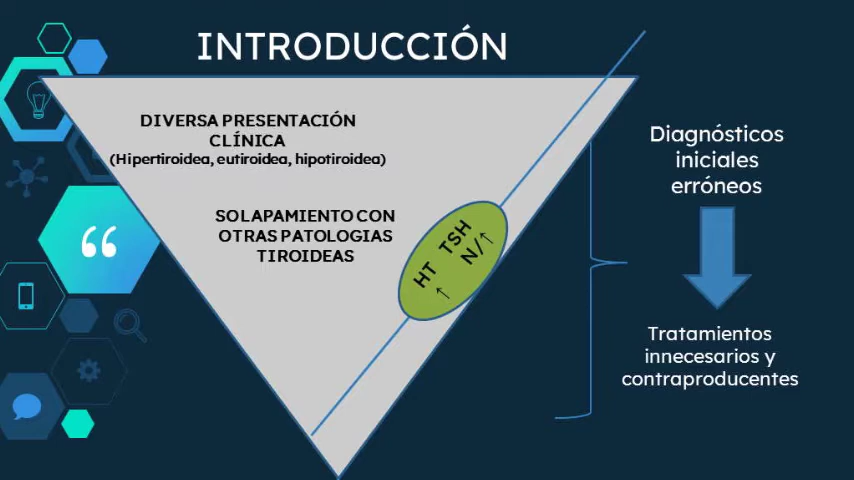 INTRODUCCIÓN
DIVERSA PRESENTACIÓN
CLÍNICA
(Hipertiroidea, eutiroidea, hipotiroidea)
SOLAPAMIENTO CON
OTRAS PATOLOGIAS
TIROIDEAS
HT TSH
↑ N/↑
Diagnósticos
iniciales
erróneos
Tratamientos
innecesarios y
contraproducentes